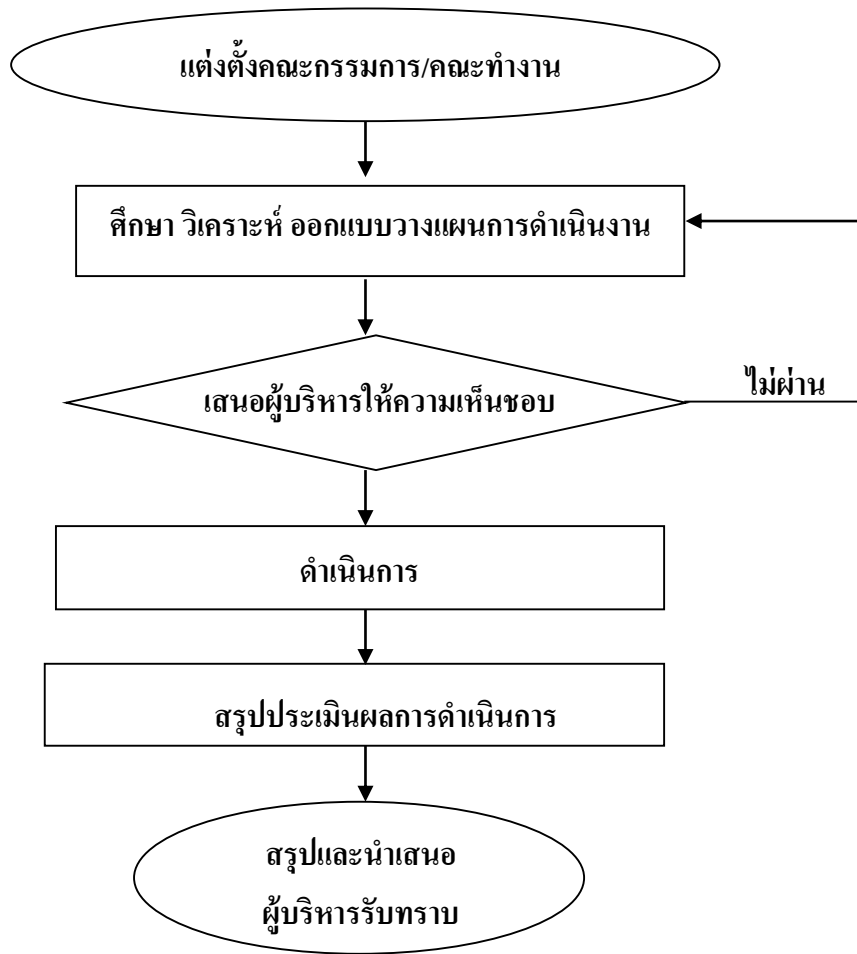 แต่งตั้งคณะกรรมการ/คณะทำงาน
ศึกษา วิเคราะห์ ออกแบบวางแผนการดำเนินงาน
เสนอผู้บริหารให้ความเห็นชอบ
ไม่ผ่าน
ดำเนินการ
สรุปประเมินผลการดำเนินการ
สรุปและนำเสนอ
ผู้บริหารรับทราบ